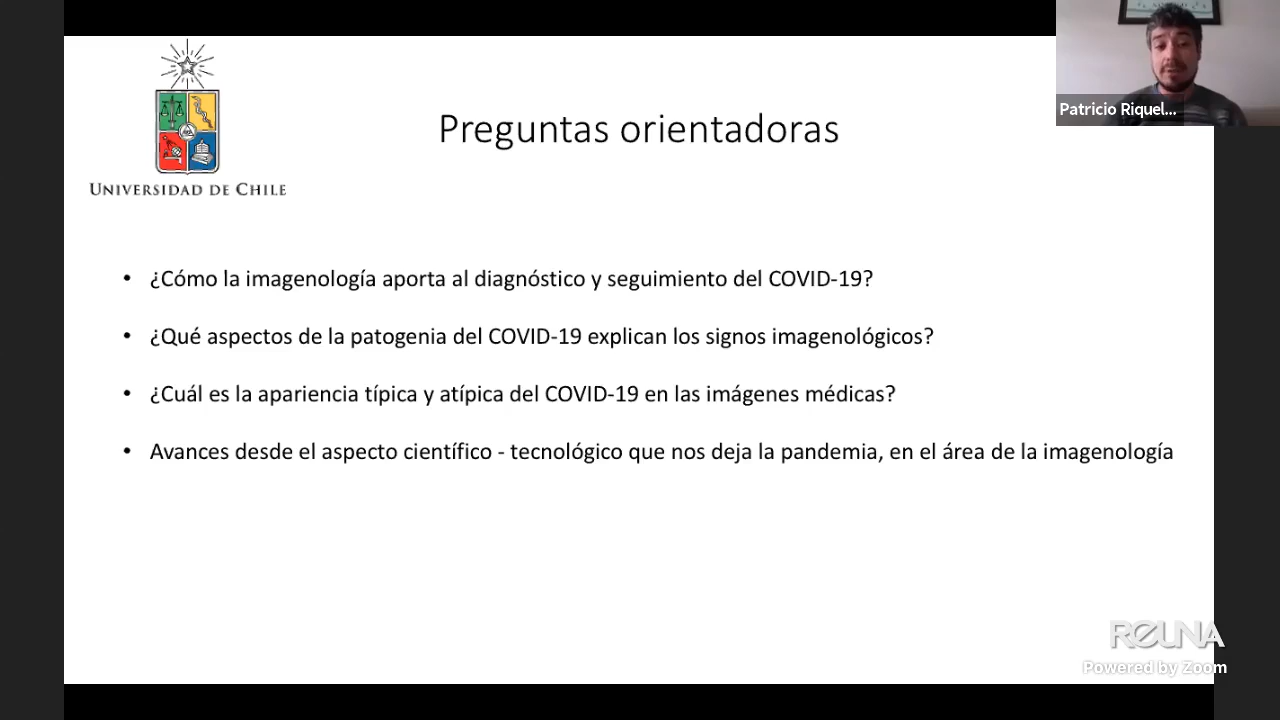 Patricio Riquel...
Preguntas orientadoras
UNIVERSIDAD DE CHILE
• ¿Cómo la imagenología aporta al diagnóstico y seguimiento del COVID-19?
• ¿Qué aspectos de la patogenia del COVID-19 explican los signos imagenológicos?
• ¿Cuál es la apariencia típica y atípica del COVID-19 en las imágenes médicas?
• Avances desde el aspecto científico - tecnológico que nos deja la pandemia, en el área de la imagenología
REUNA
Powered by Zoom